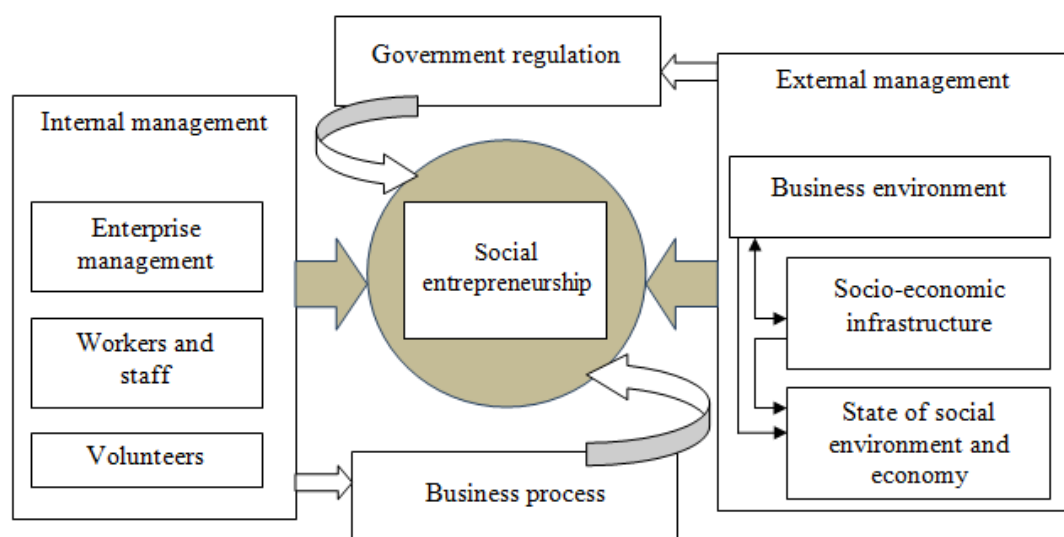 Government regulation
Internal management
Enterprise
management
Workers and
staff
Volunteers
Social
entrepreneurship
Business process
External management
Business environment
Socio-economic
infrastructure
State of social
environment and
economy